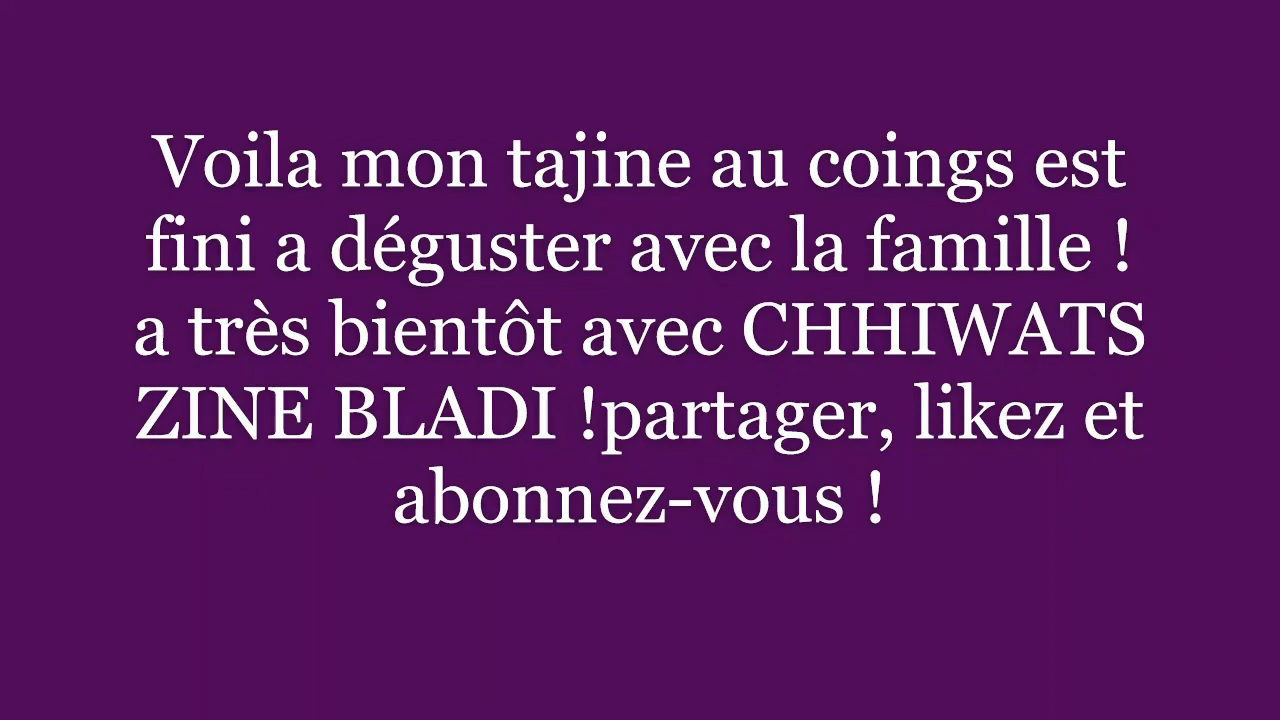 Voila mon tajine au coings est
fini a déguster avec la famille !
a très bientôt avec CHHIWATS
ZINE BLADI !partager, likez et
abonnez-vous !